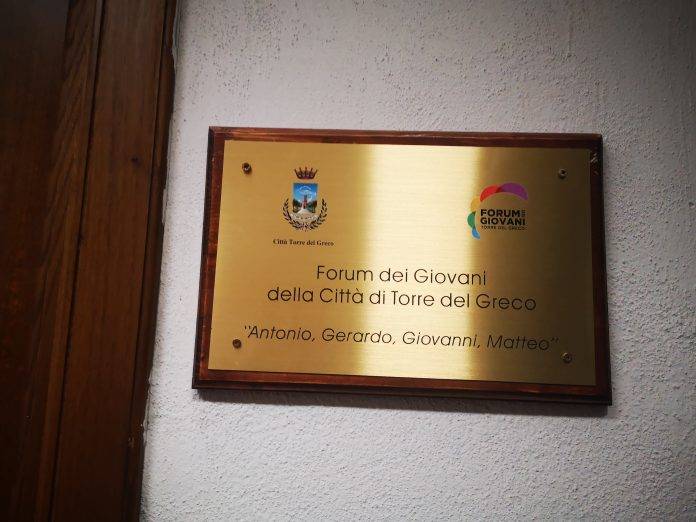 Città Torre del Greco
FORUM DEI
GIOVANI
TORRE DEL GRECO
Forum dei Giovani
della Città di Torre del Greco
"Antonio, Gerardo, Giovanni, Matteo"